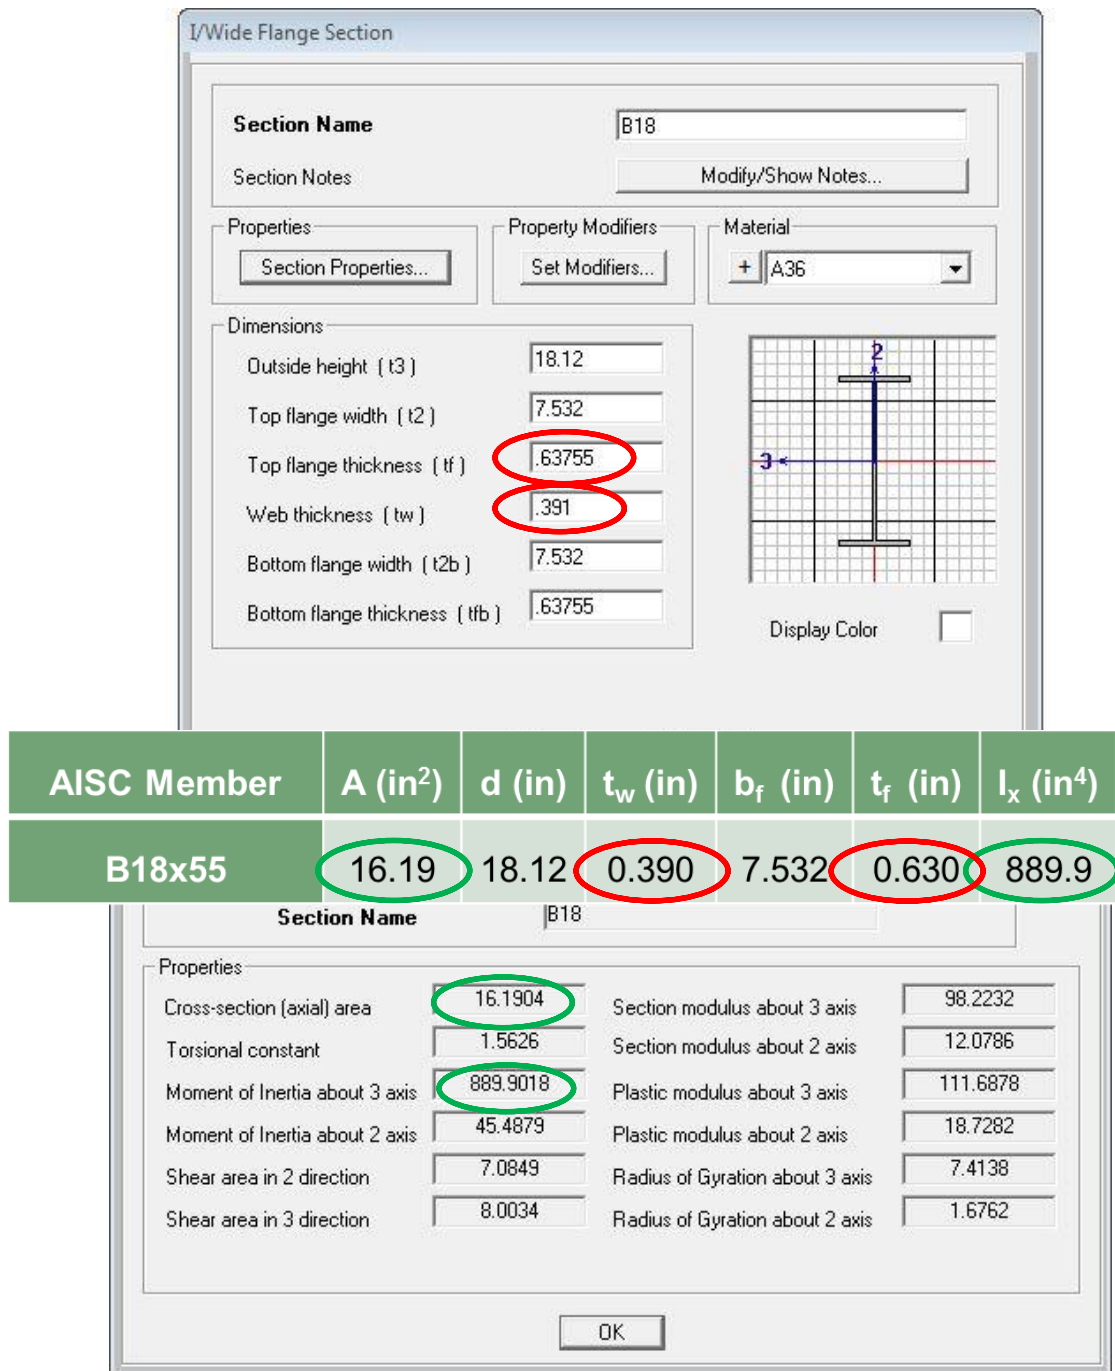 I/Wide Flange Section
Section Name B18
Section Notes Modify/Show Notes...
Properties Property Modifiers Material
Section Properties... Set Modifiers... + A36
Dimensions
Outside height ( t3 ) 18.12
Top flange width ( t2 ) 7.532
Top flange thickness ( tf ) .63755
Web thickness ( tw ) .391
Bottom flange width ( t2b ) 7.532
Bottom flange thickness ( tfb ) .63755
2
3
Display Color
AISC Member A (in²) d (in) tw (in) bf (in) tf (in) Ix (in⁴)
B18x55 16.19 18.12 0.390 7.532 0.630 889.9
Section Name B18
Properties
Cross-section (axial) area 16.1904 Section modulus about 3 axis 98.2232
Torsional constant 1.5626 Section modulus about 2 axis 12.0786
Moment of Inertia about 3 axis 889.9018 Plastic modulus about 3 axis 111.6878
Moment of Inertia about 2 axis 45.4879 Plastic modulus about 2 axis 18.7282
Shear area in 2 direction 7.0849 Radius of Gyration about 3 axis 7.4138
Shear area in 3 direction 8.0034 Radius of Gyration about 2 axis 1.6762
OK